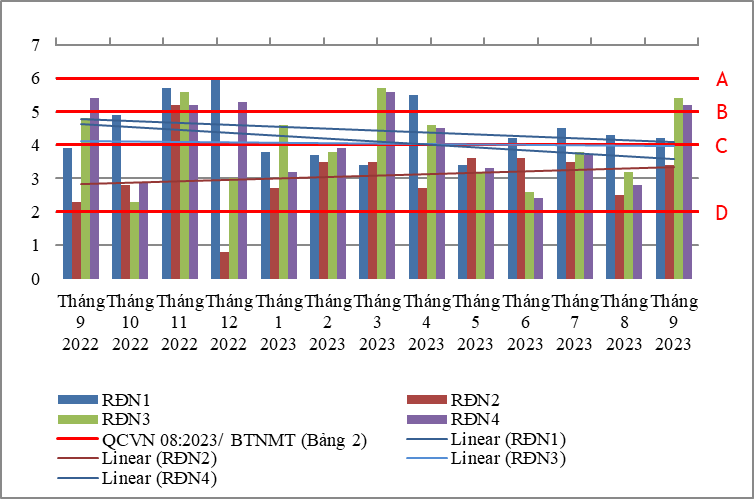 7
6
A
5
B
4
C
3
2
D
1
0
Tháng Tháng Tháng Tháng Tháng Tháng Tháng Tháng Tháng Tháng Tháng Tháng Tháng
9 10 11 12 1 2 3 4 5 6 7 8 9
2022 2022 2022 2022 2023 2023 2023 2023 2023 2023 2023 2023 2023
RĐN1 RĐN2
RĐN3 RĐN4
QCVN 08:2023/ BTNMT (Bảng 2) Linear (RĐN1)
Linear (RĐN2) Linear (RĐN3)
Linear (RĐN4)